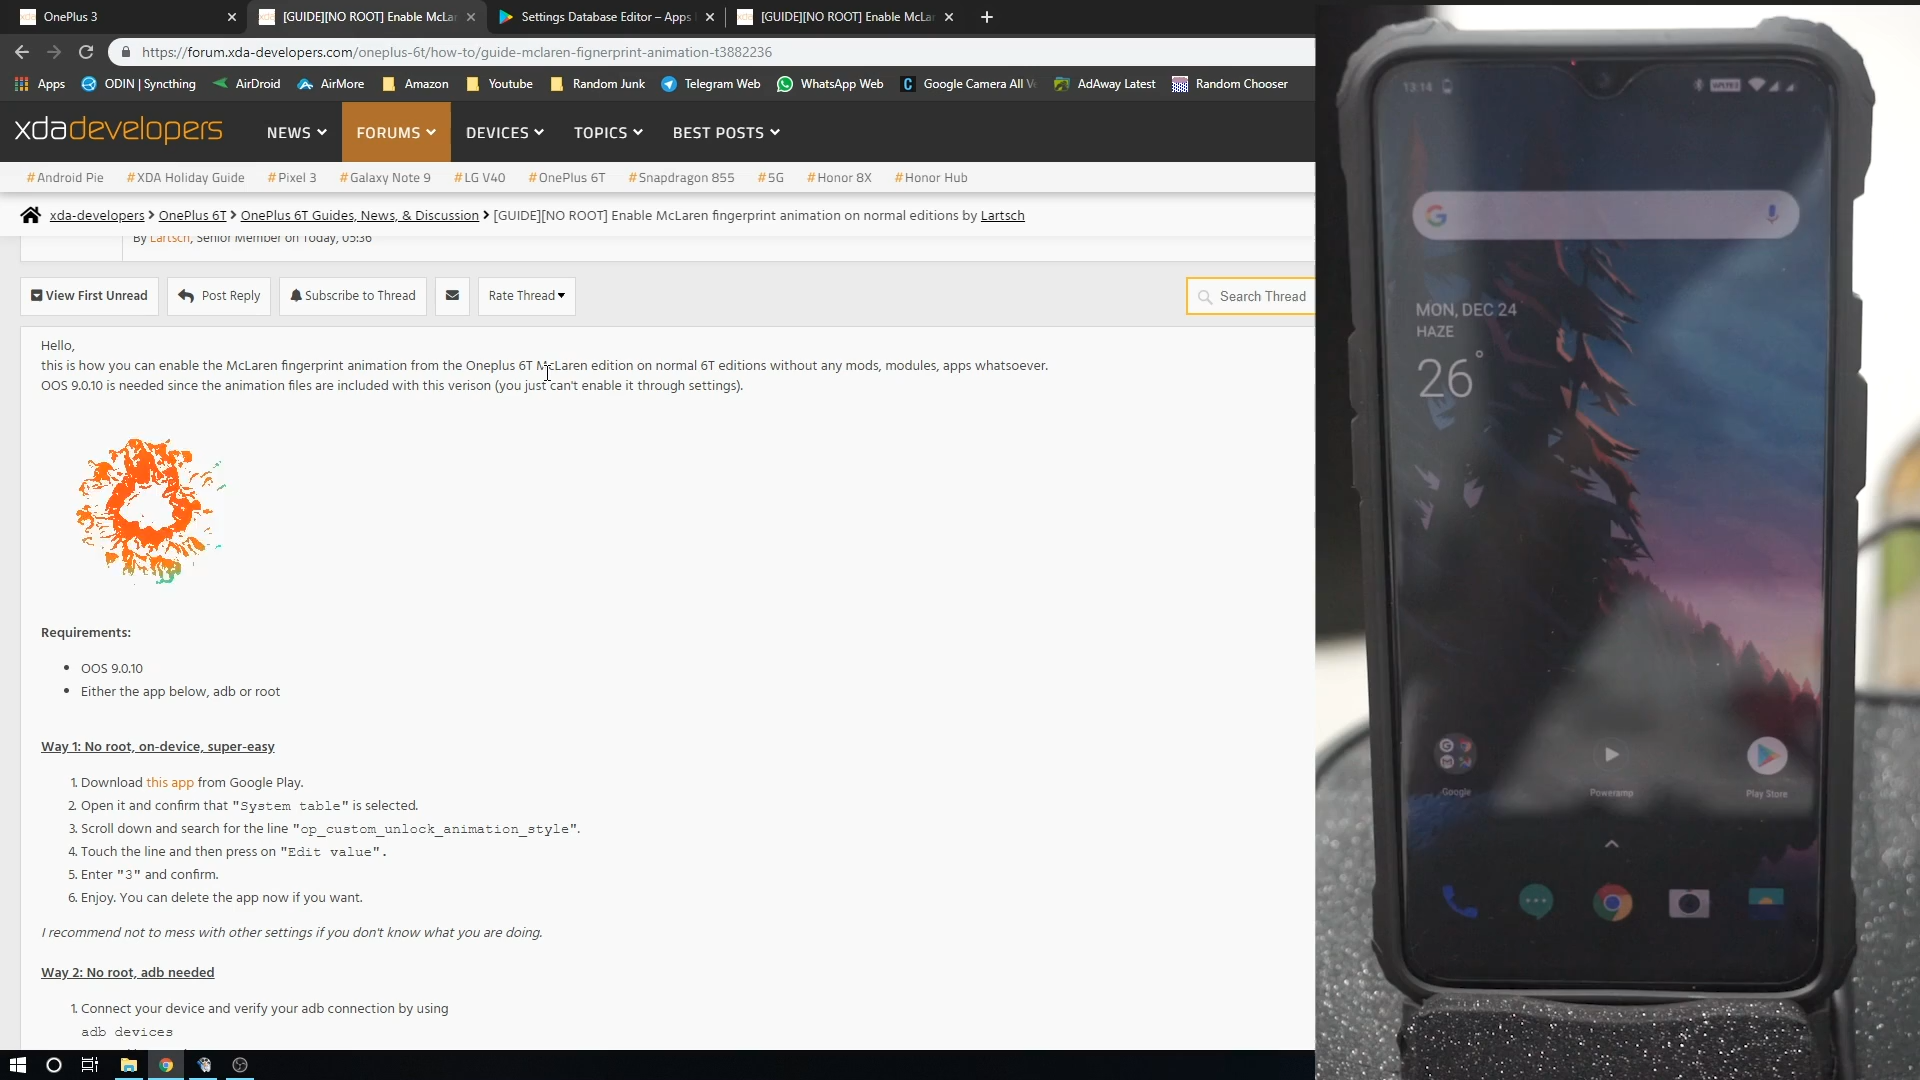 OnePlus 3
[GUIDE][NO ROOT] Enable McLar
Settings Database Editor – Apps
[GUIDE][NO ROOT] Enable McLar
https://forum.xda-developers.com/oneplus-6t/how-to/guide-mclaren-fignerprint-animation-t3882236
Apps
ODIN | Syncthing
AirDroid
AirMore
Amazon
Youtube
Random Junk
Telegram Web
WhatsApp Web
Google Camera All V
AdAway Latest
Random Chooser
xdadevelopers
NEWS
FORUMS
DEVICES
TOPICS
BEST POSTS
#Android Pie
#XDA Holiday Guide
#Pixel 3
#Galaxy Note 9
#LG V40
#OnePlus 6T
#Snapdragon 855
#5G
#Honor 8X
#Honor Hub
xda-developers › OnePlus 6T › OnePlus 6T Guides, News, & Discussion › [GUIDE][NO ROOT] Enable McLaren fingerprint animation on normal editions by Lartsch
By Lartsch, Senior Member on Today, 05:36
View First Unread
Post Reply
Subscribe to Thread
Rate Thread
Search Thread
Hello,
this is how you can enable the McLaren fingerprint animation from the Oneplus 6T McLaren edition on normal 6T editions without any mods, modules, apps whatsoever.
OOS 9.0.10 is needed since the animation files are included with this verison (you just can't enable it through settings).
Requirements:
• OOS 9.0.10
• Either the app below, adb or root
Way 1: No root, on-device, super-easy
1. Download this app from Google Play.
2. Open it and confirm that "System table" is selected.
3. Scroll down and search for the line "op_custom_unlock_animation_style".
4. Touch the line and then press on "Edit value".
5. Enter "3" and confirm.
6. Enjoy. You can delete the app now if you want.
I recommend not to mess with other settings if you don't know what you are doing.
Way 2: No root, adb needed
1. Connect your device and verify your adb connection by using
adb devices
13:14
MON, DEC 24
HAZE
26°
Google
Poweramp
Play Store